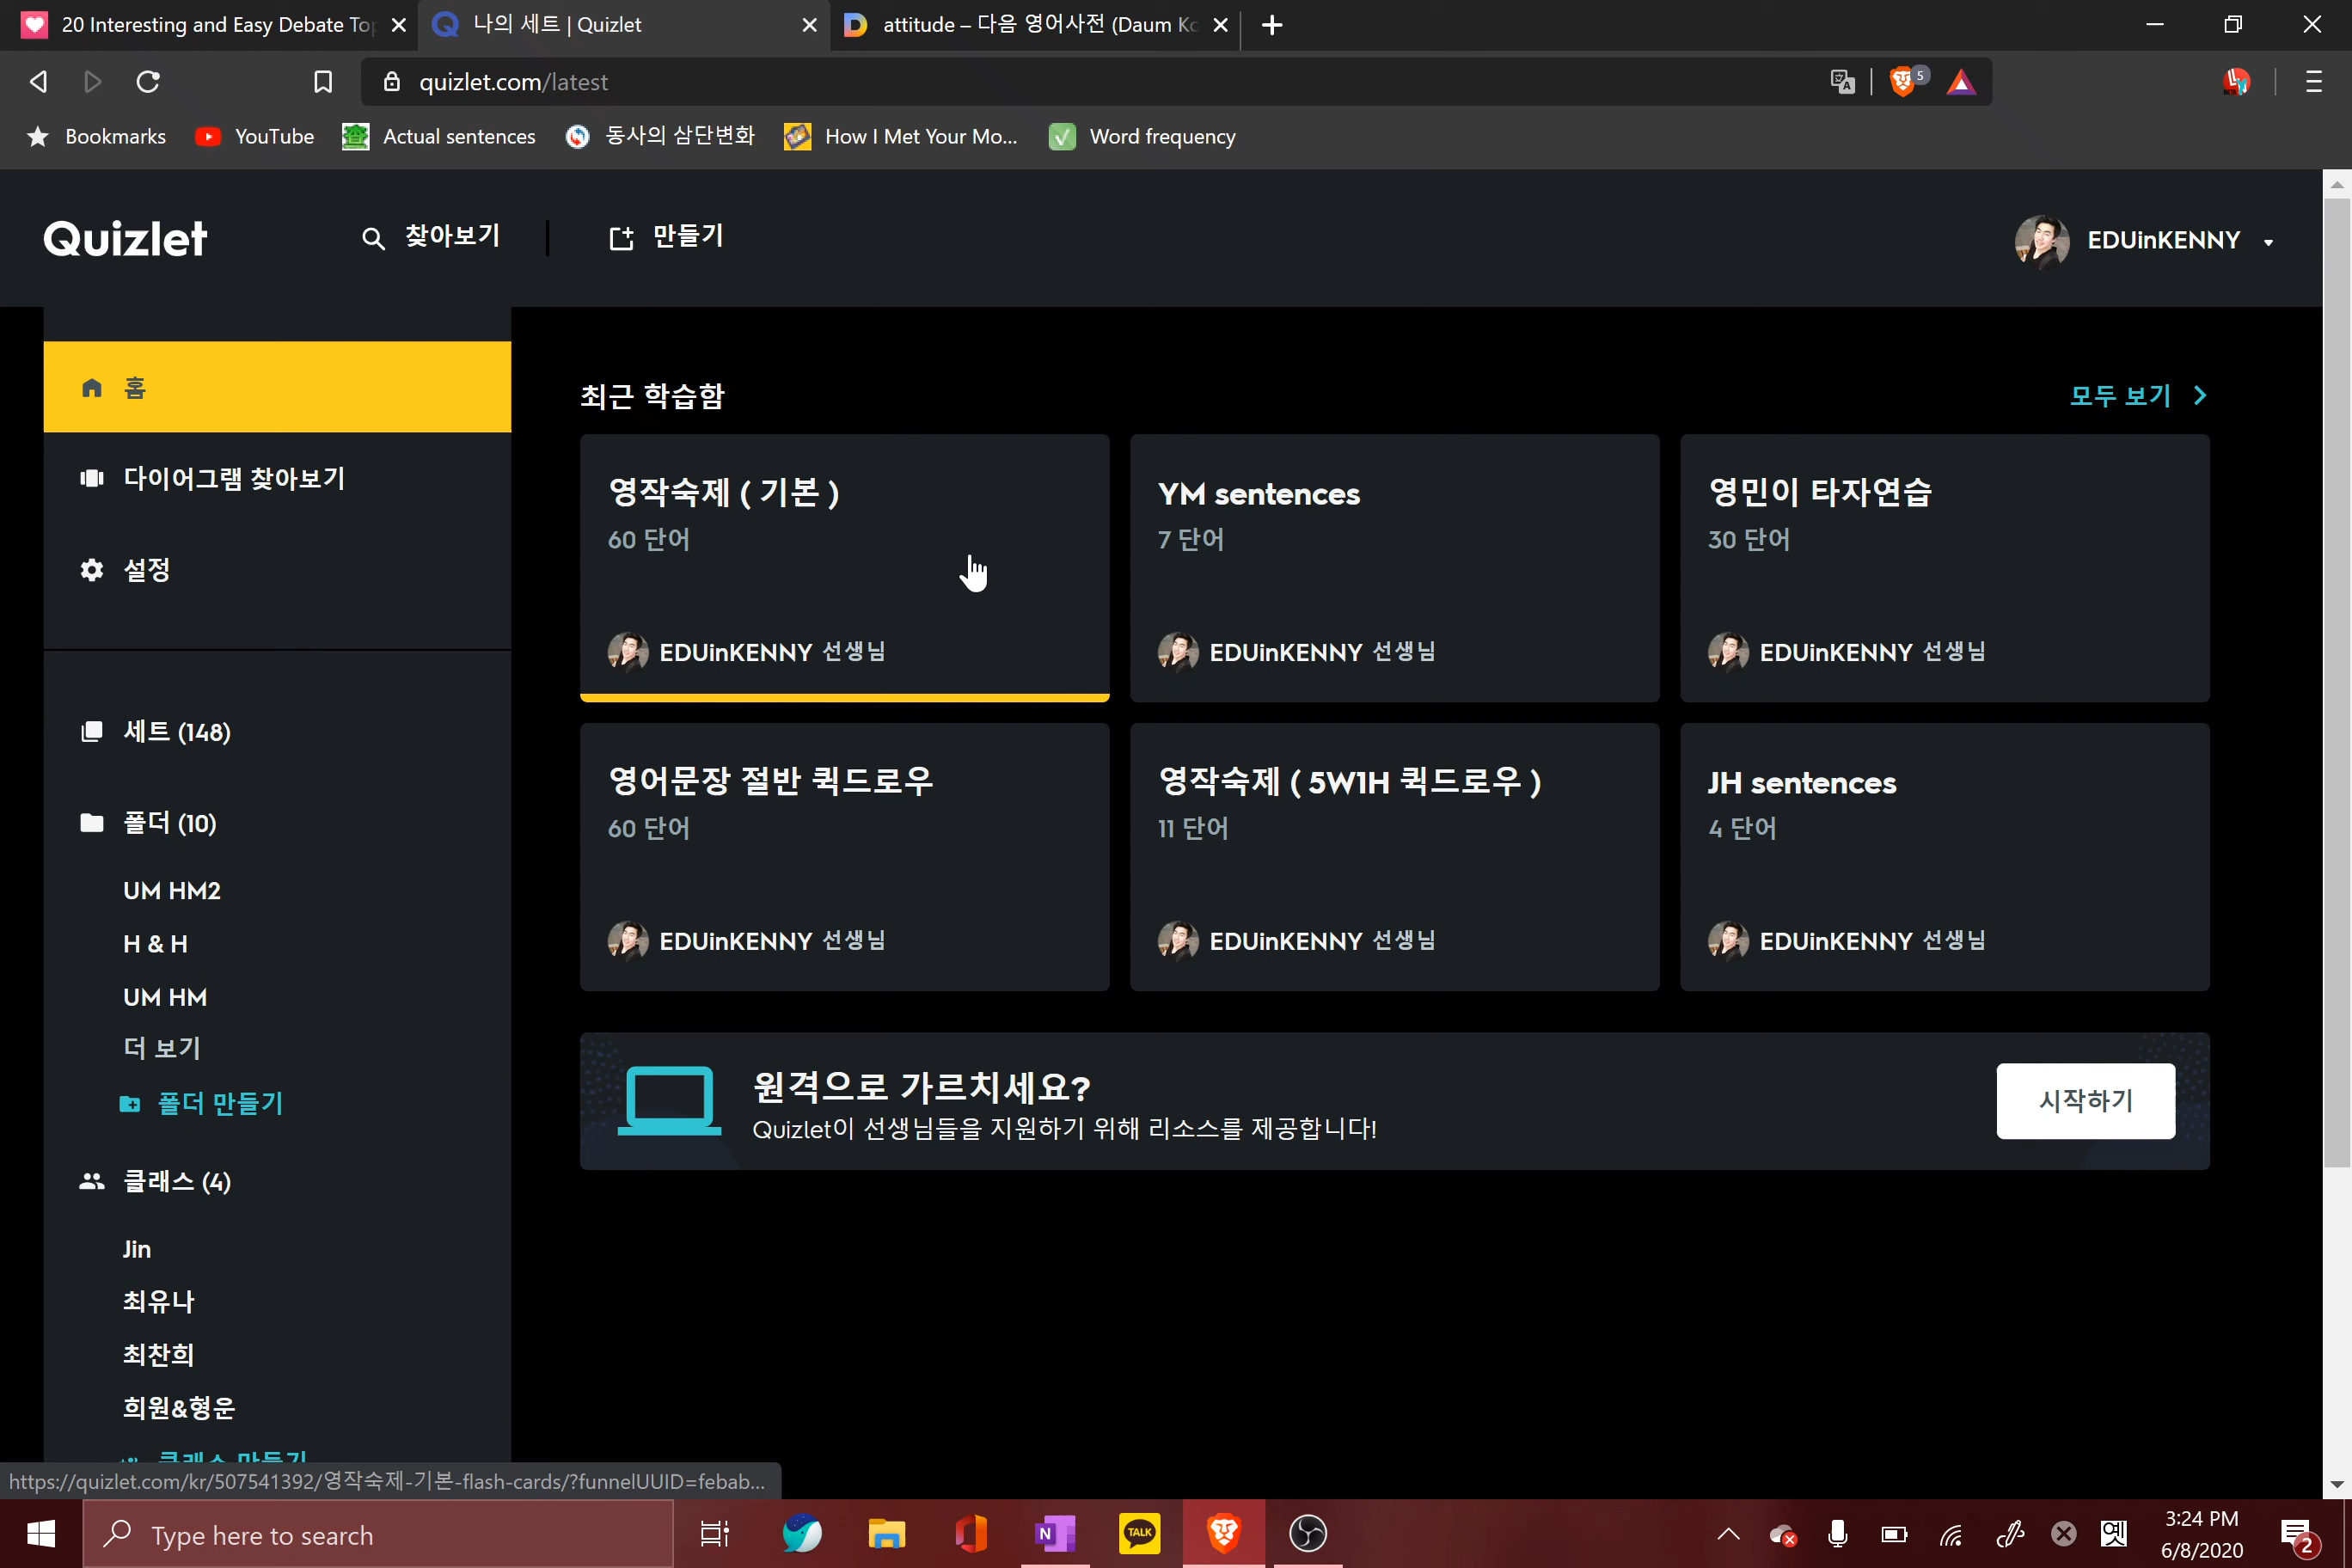 20 Interesting and Easy Debate To
나의 세트 | Quizlet
attitude – 다음 영어사전 (Daum Ko
quizlet.com/latest
5
Bookmarks
YouTube
Actual sentences
동사의 삼단변화
How I Met Your Mo...
Word frequency
Quizlet
찾아보기
만들기
EDUinKENNY
홈
다이어그램 찾아보기
설정
세트 (148)
폴더 (10)
UM HM2
H & H
UM HM
더 보기
폴더 만들기
클래스 (4)
Jin
최유나
최찬희
희원&형운
클래스 만들기
최근 학습함
모두 보기
영작숙제 ( 기본 )
60 단어
EDUinKENNY 선생님
YM sentences
7 단어
EDUinKENNY 선생님
영민이 타자연습
30 단어
EDUinKENNY 선생님
영어문장 절반 퀵드로우
60 단어
EDUinKENNY 선생님
영작숙제 ( 5W1H 퀵드로우 )
11 단어
EDUinKENNY 선생님
JH sentences
4 단어
EDUinKENNY 선생님
원격으로 가르치세요?
Quizlet이 선생님들을 지원하기 위해 리소스를 제공합니다!
시작하기
https://quizlet.com/kr/507541392/영작숙제-기본-flash-cards/?funnelUUID=febab...
Type here to search
N
TALK
3:24 PM
6/8/2020
2